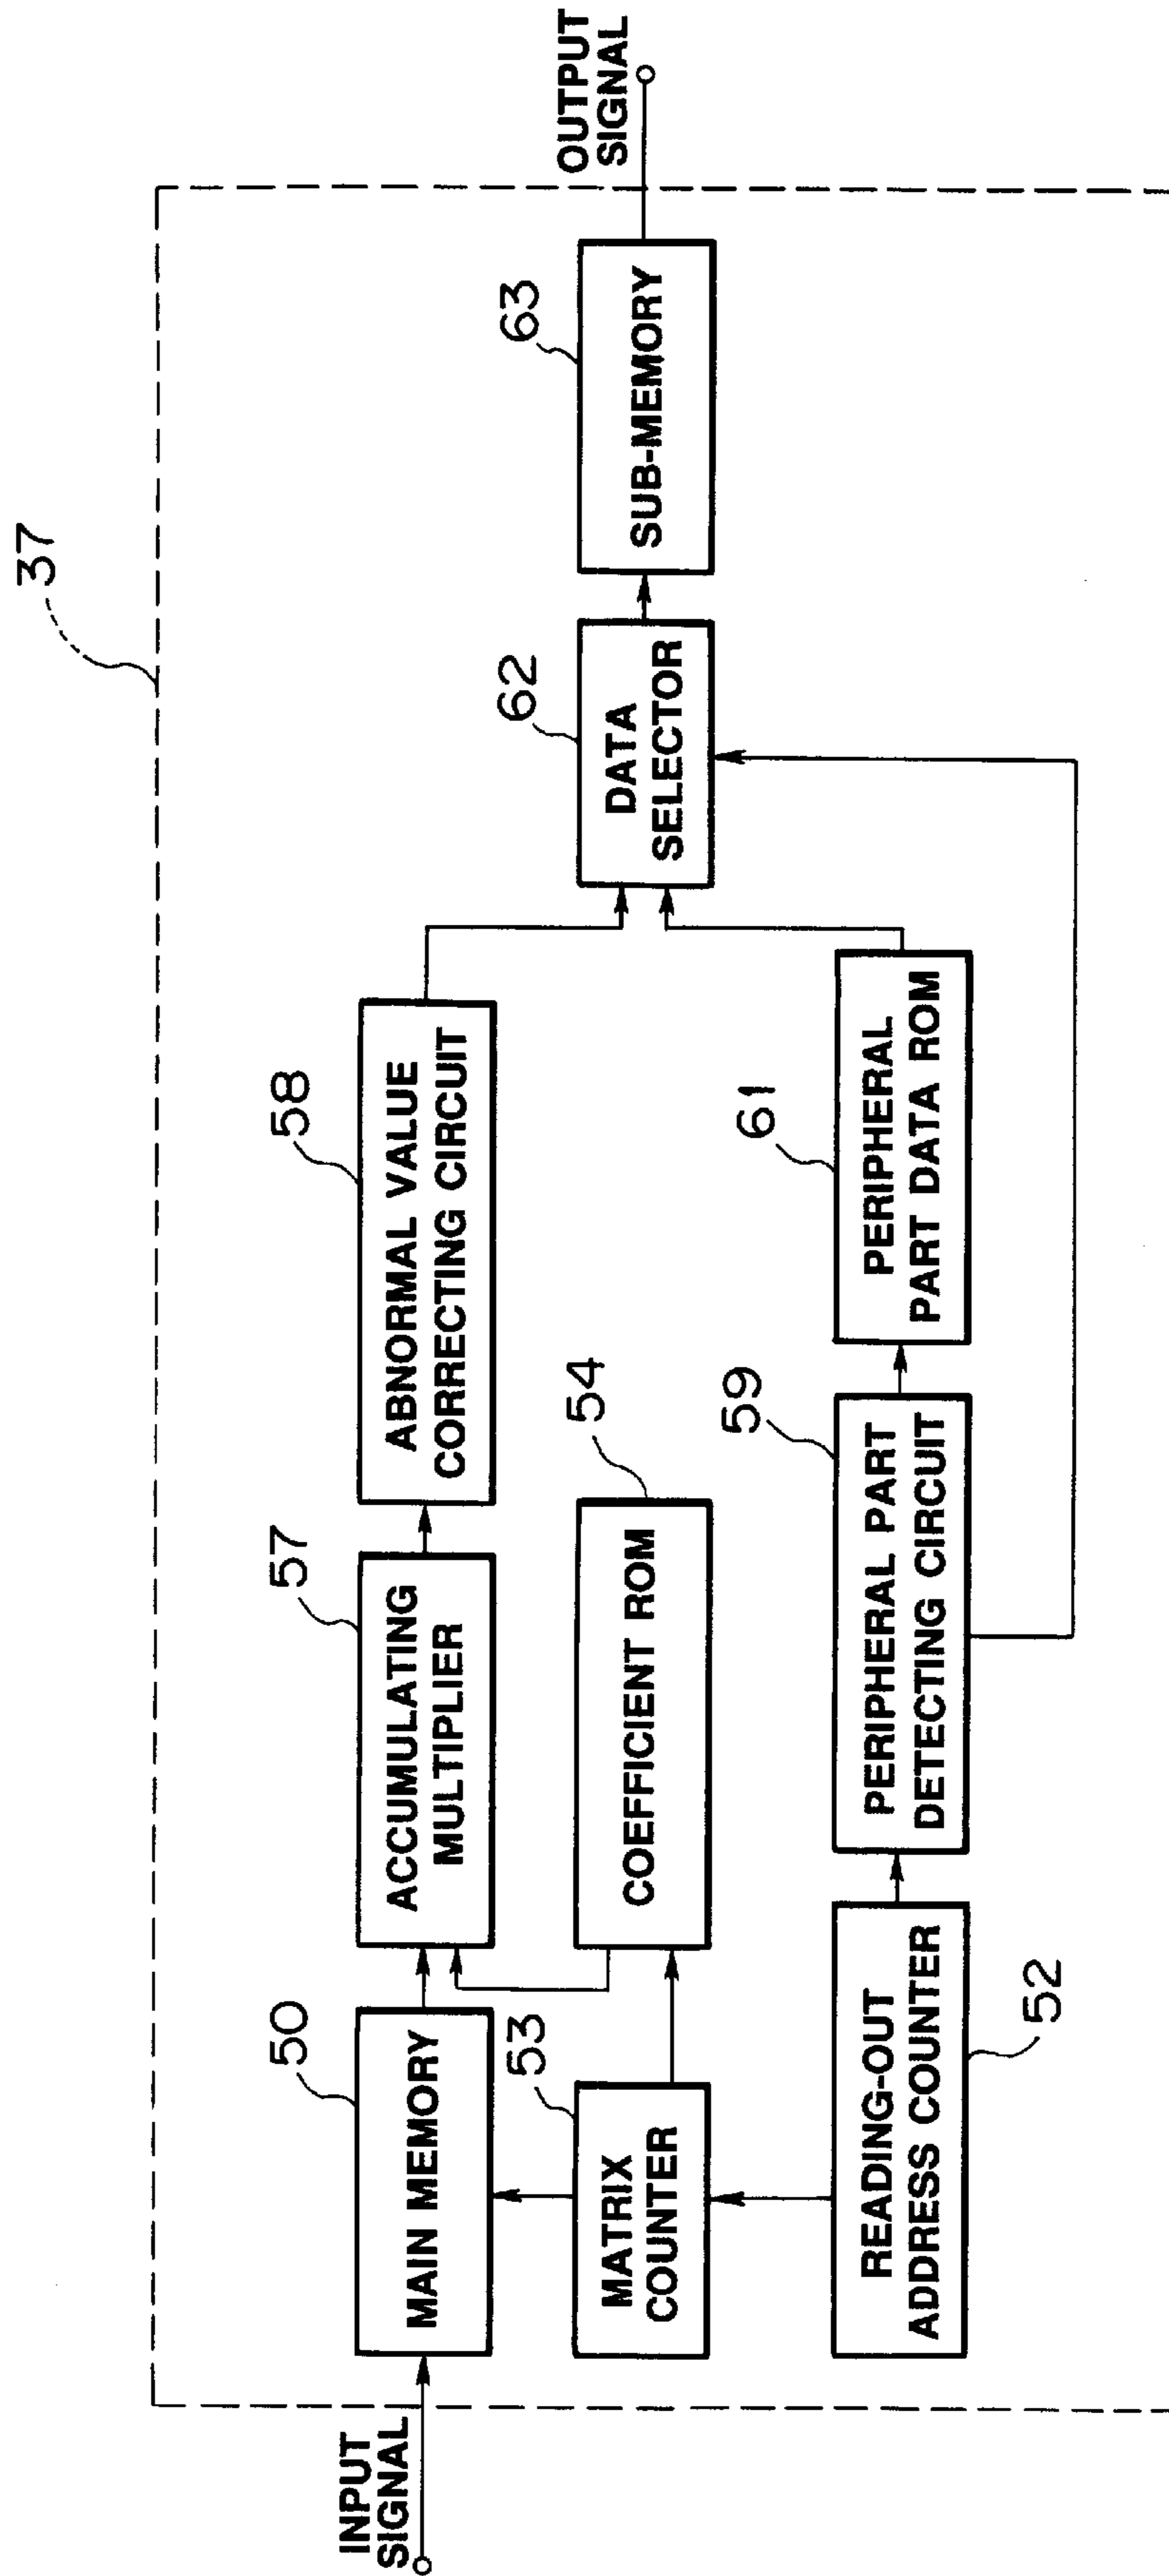 37
INPUT
SIGNAL
50
MAIN MEMORY
57
ACCUMULATING
MULTIPLIER
58
ABNORMAL VALUE
CORRECTING CIRCUIT
53
MATRIX
COUNTER
54
COEFFICIENT ROM
62
DATA
SELECTOR
63
SUB-MEMORY
OUTPUT
SIGNAL
READING-OUT
ADDRESS COUNTER
52
59
PERIPHERAL PART
DETECTING CIRCUIT
61
PERIPHERAL
PART DATA ROM